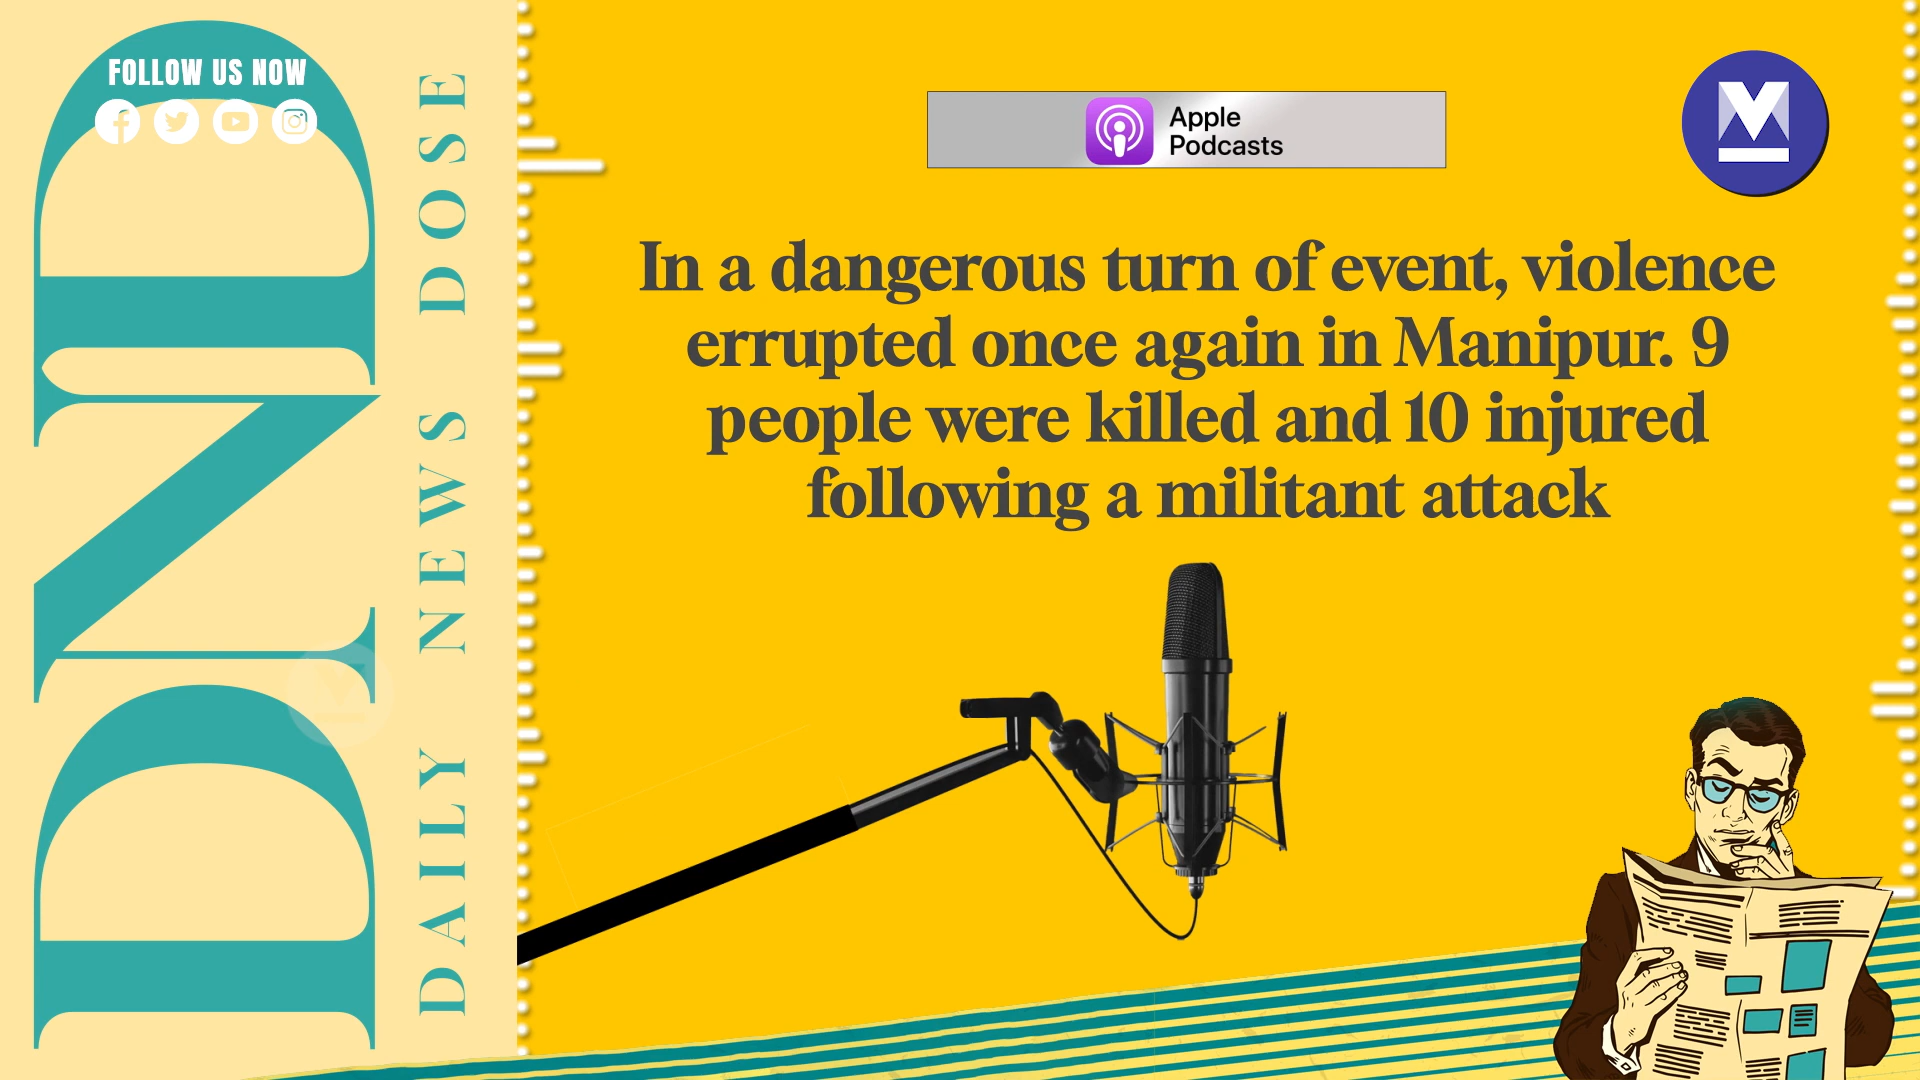 FOLLOW US NOW
DND
DAILY NEWS DOSE
Apple
Podcasts
In a dangerous turn of event, violence
errupted once again in Manipur. 9
people were killed and 10 injured
following a militant attack